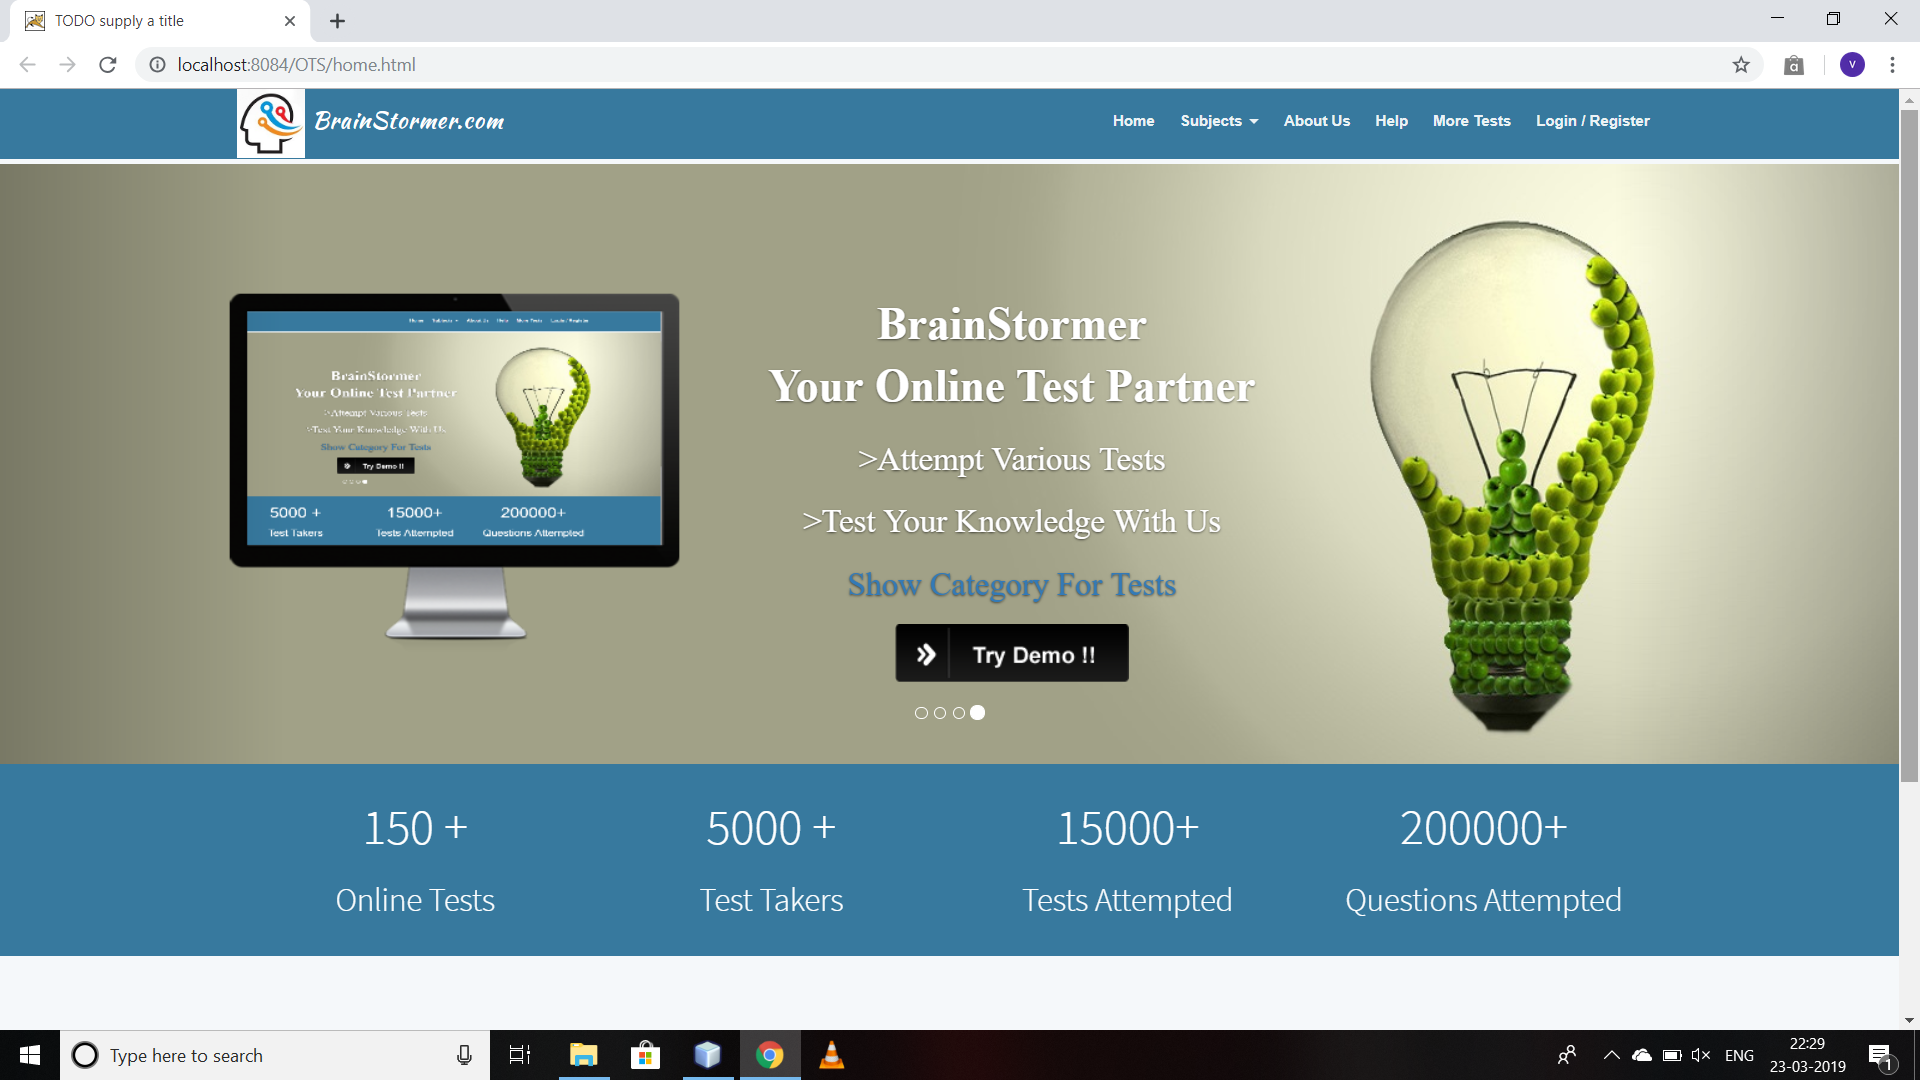 TODO supply a title
localhost:8084/OTS/home.html
V
BrainStormer.com
Home Subjects About Us Help More Tests Login / Register
BrainStormer
Your Online Test Partner
>Attempt Various Tests
>Test Your Knowledge With Us
Show Category For Tests
Try Demo !!
Home Subjects About Us Help More Tests Login / Register
BrainStormer
Your Online Test Partner
>Attempt Various Tests
>Test Your Knowledge With Us
Show Category For Tests
Try Demo !!
5000 + 15000+ 200000+
Test Takers Tests Attempted Questions Attempted
150 + 5000 + 15000+ 200000+
Online Tests Test Takers Tests Attempted Questions Attempted
Type here to search
ENG
22:29
23-03-2019
1